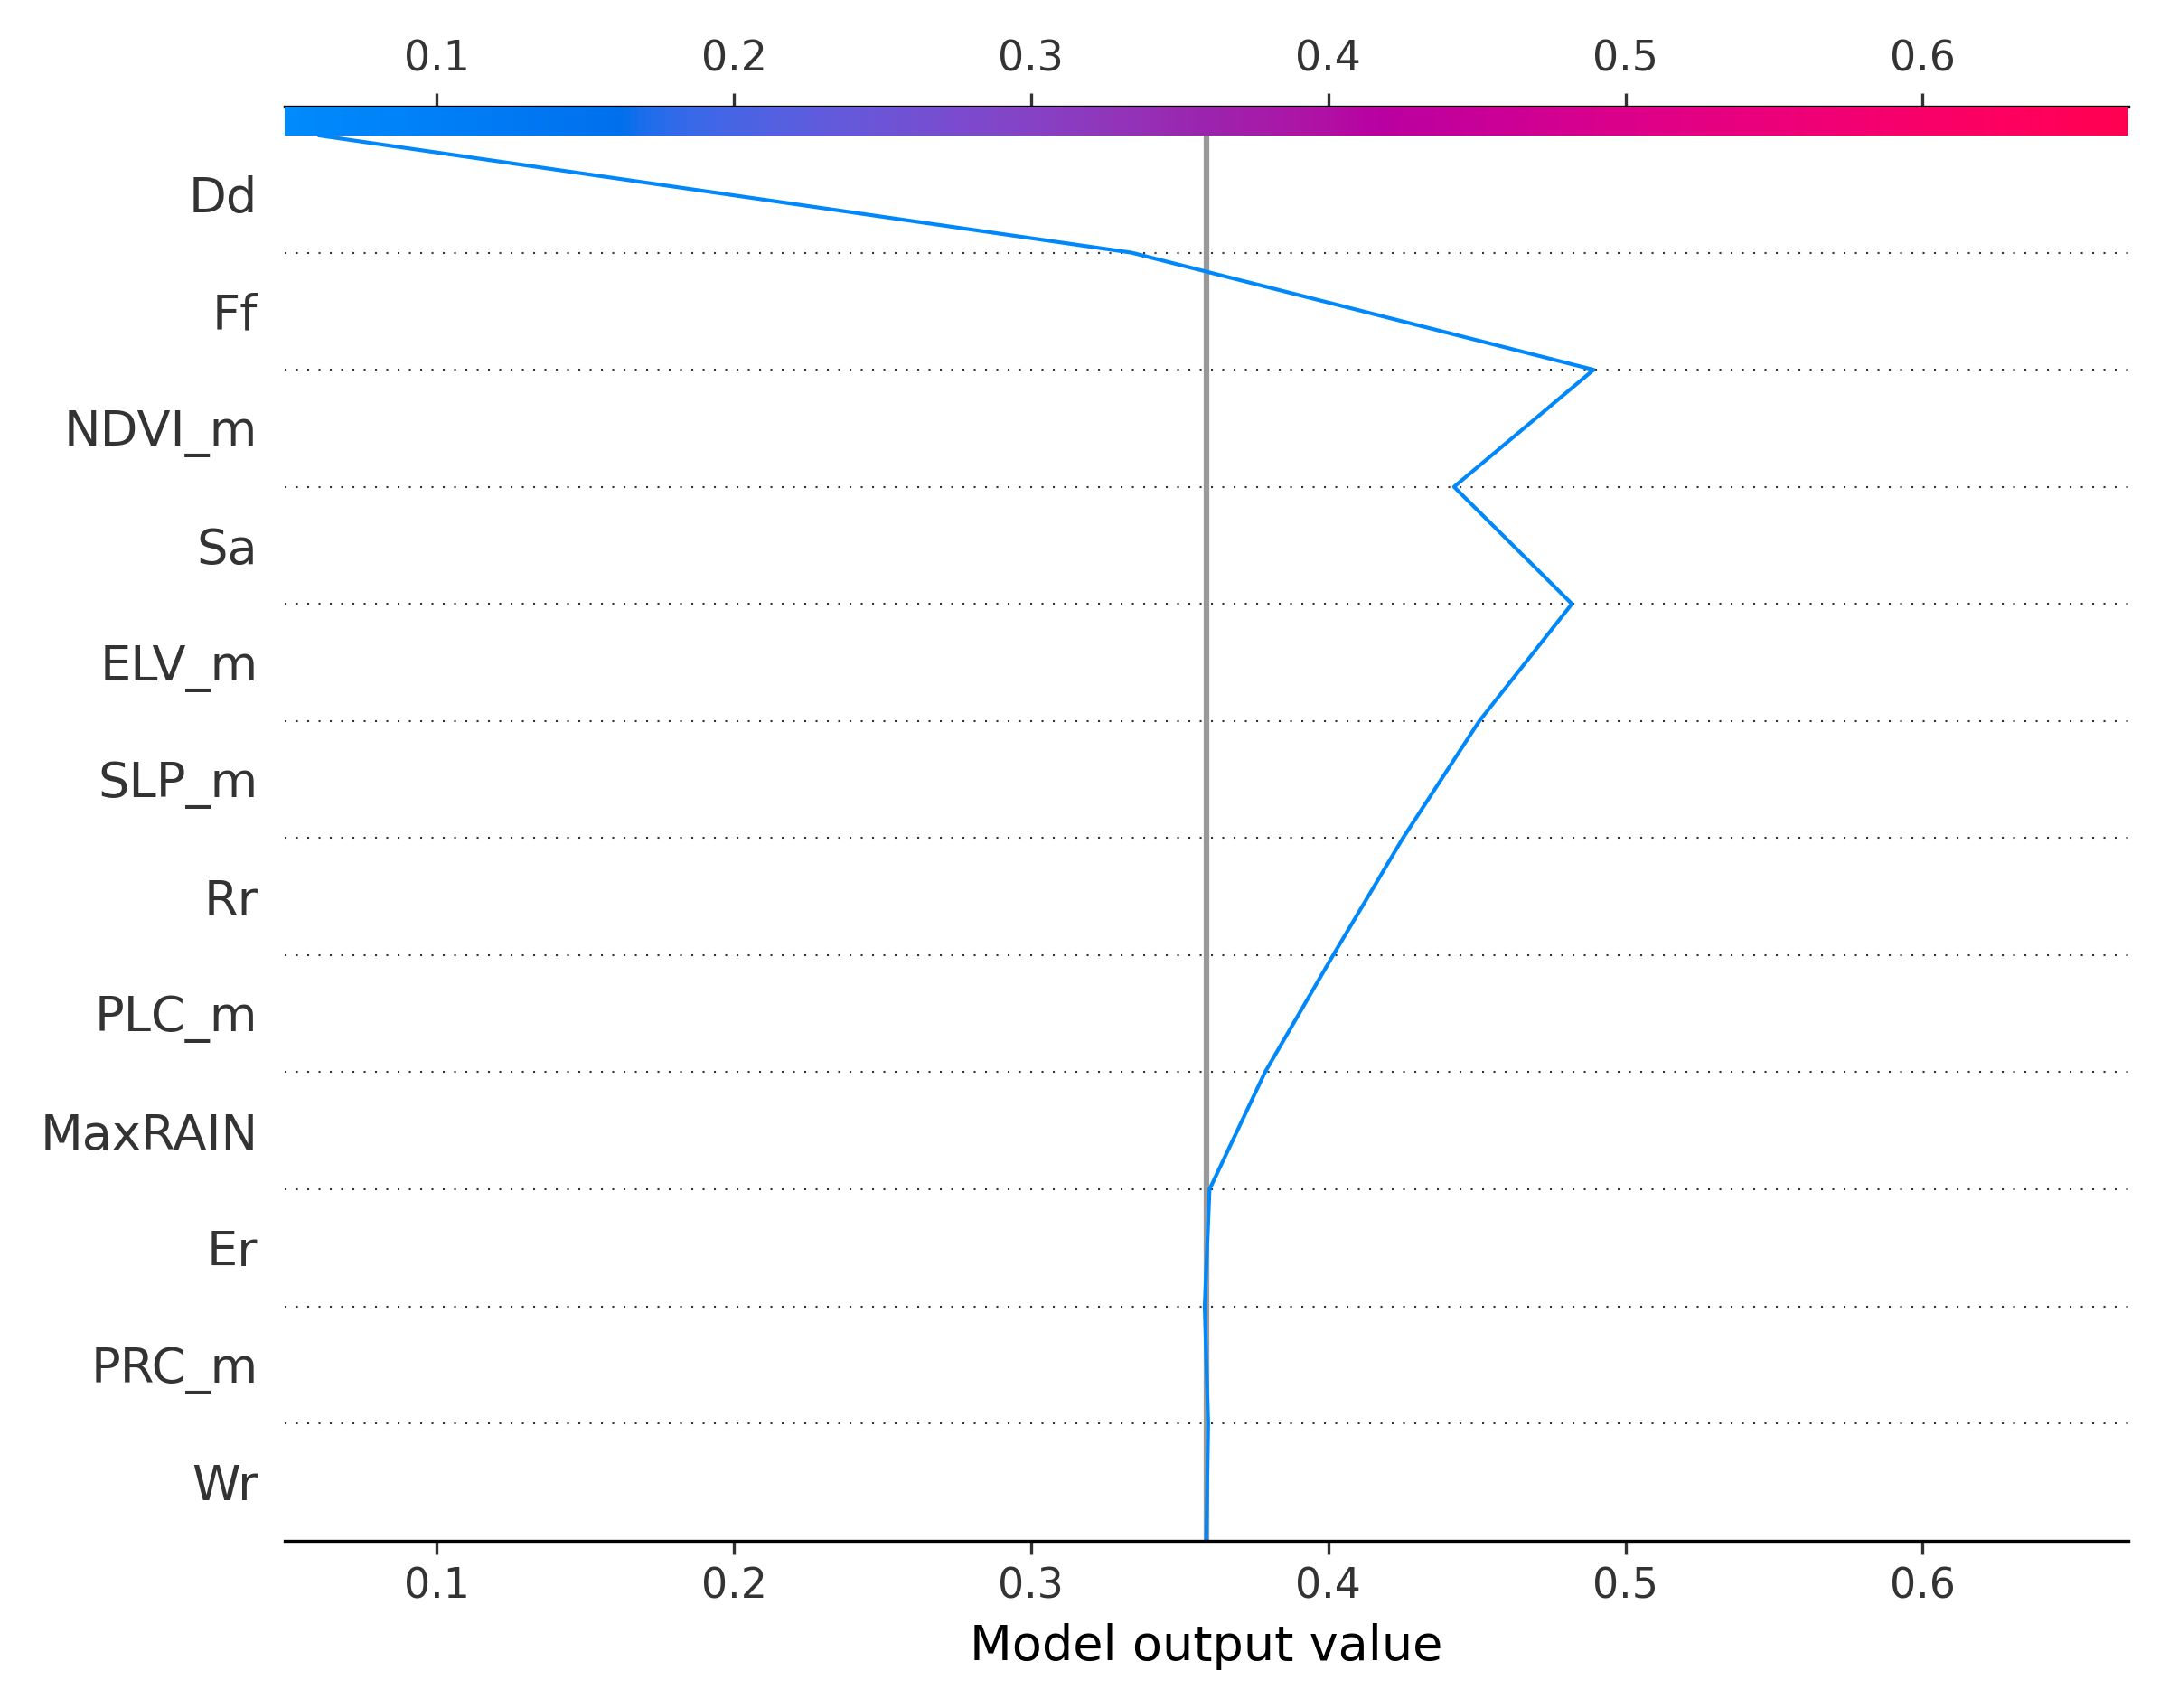 0.1 0.2 0.3 0.4 0.5 0.6
Dd
Ff
NDVI_m
Sa
ELV_m
SLP_m
Rr
PLC_m
MaxRAIN
Er
PRC_m
Wr
0.1 0.2 0.3 0.4 0.5 0.6
Model output value